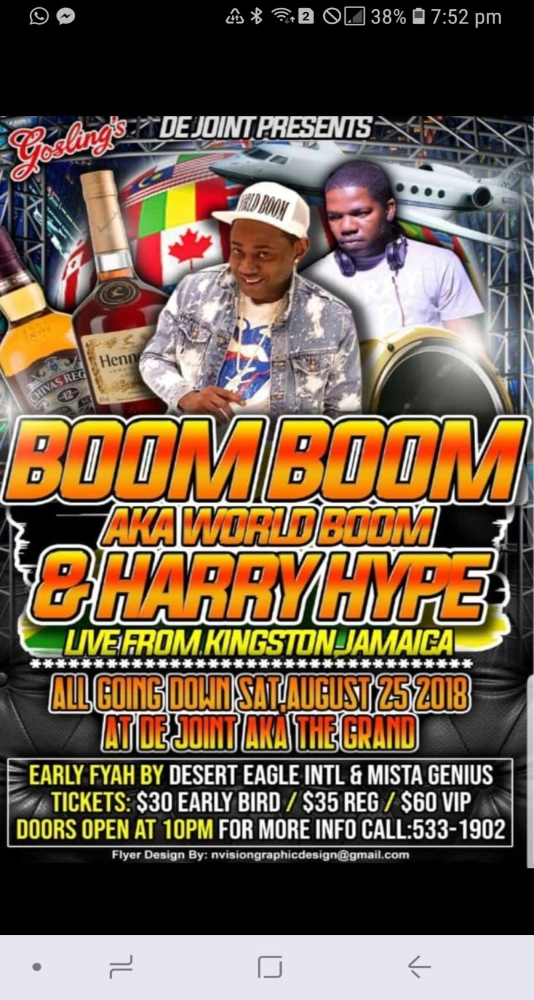 2 38% 7:52 pm
Gosling's
DE JOINT PRESENTS
RLD BOOM
Henn
CHIVAS REG
12
BOOM BOOM
AKA WORLD BOOM
& HARRY HYPE
LIVE FROM KINGSTON JAMAICA
****************************************
ALL GOING DOWN SAT, AUGUST 25 2018
AT DE JOINT AKA THE GRAND
EARLY FYAH BY DESERT EAGLE INTL & MISTA GENIUS
TICKETS: $30 EARLY BIRD / $35 REG / $60 VIP
DOORS OPEN AT 10PM FOR MORE INFO CALL:533-1902
Flyer Design By: nvisiongraphicdesign@gmail.com